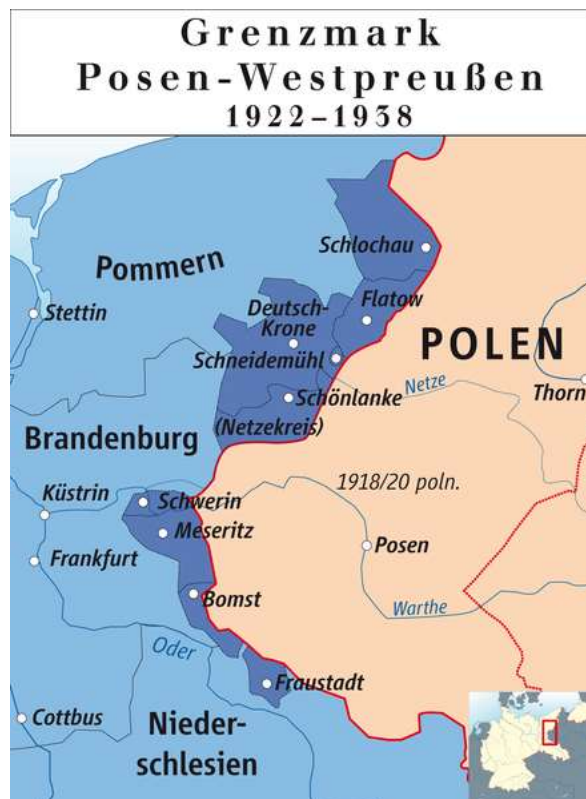 Grenzmark
Posen-Westpreußen
1922–1938
Schlochau
Pommern
Deutsch-
Krone
Flatow
Stettin
Schneidemühl
POLEN
Schönlanke
(Netzekreis)
Netze
Thorn
Brandenburg
1918/20 poln.
Küstrin
Schwerin
Meseritz
Posen
Frankfurt
Bomst
Warthe
Oder
Fraustadt
Cottbus
Nieder-
schlesien